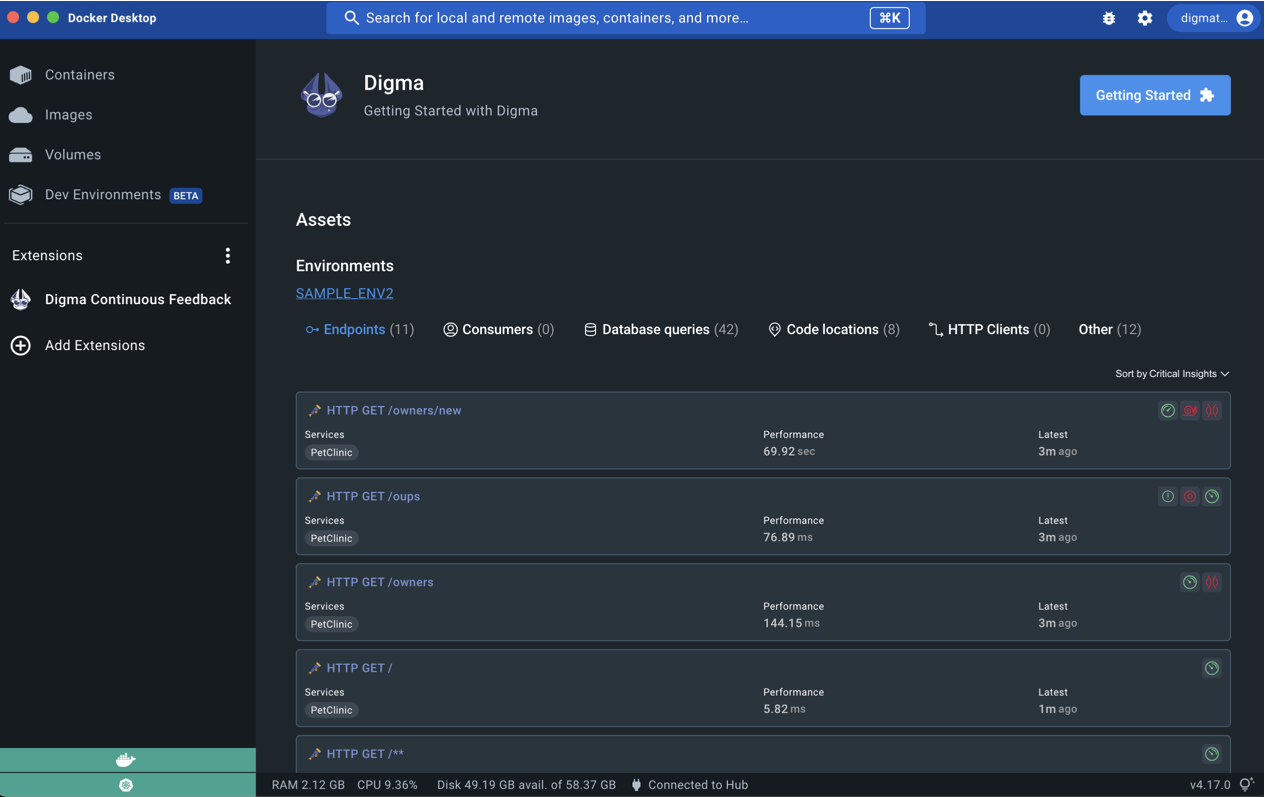 Docker Desktop
Search for local and remote images, containers, and more...
⌘K
digmat...
Containers
Images
Volumes
Dev Environments BETA
Extensions
Digma Continuous Feedback
Add Extensions
Digma
Getting Started with Digma
Getting Started
Assets
Environments
SAMPLE_ENV2
Endpoints (11) Consumers (0) Database queries (42) Code locations (8) HTTP Clients (0) Other (12)
Sort by Critical Insights
HTTP GET /owners/new
Services Performance Latest
PetClinic 69.92 sec 3m ago
HTTP GET /oups
Services Performance Latest
PetClinic 76.89 ms 3m ago
HTTP GET /owners
Services Performance Latest
PetClinic 144.15 ms 3m ago
HTTP GET /
Services Performance Latest
PetClinic 5.82 ms 1m ago
HTTP GET /**
RAM 2.12 GB CPU 9.36% Disk 49.19 GB avail. of 58.37 GB Connected to Hub v4.17.0